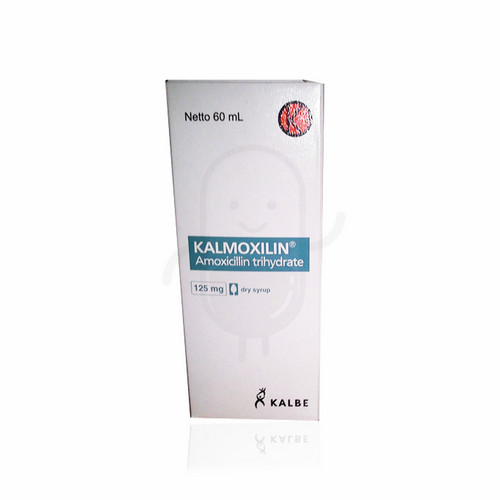 Netto 60 mL
K
KALMOXILIN®
Amoxicillin trihydrate
125 mg dry syrup
KALBE